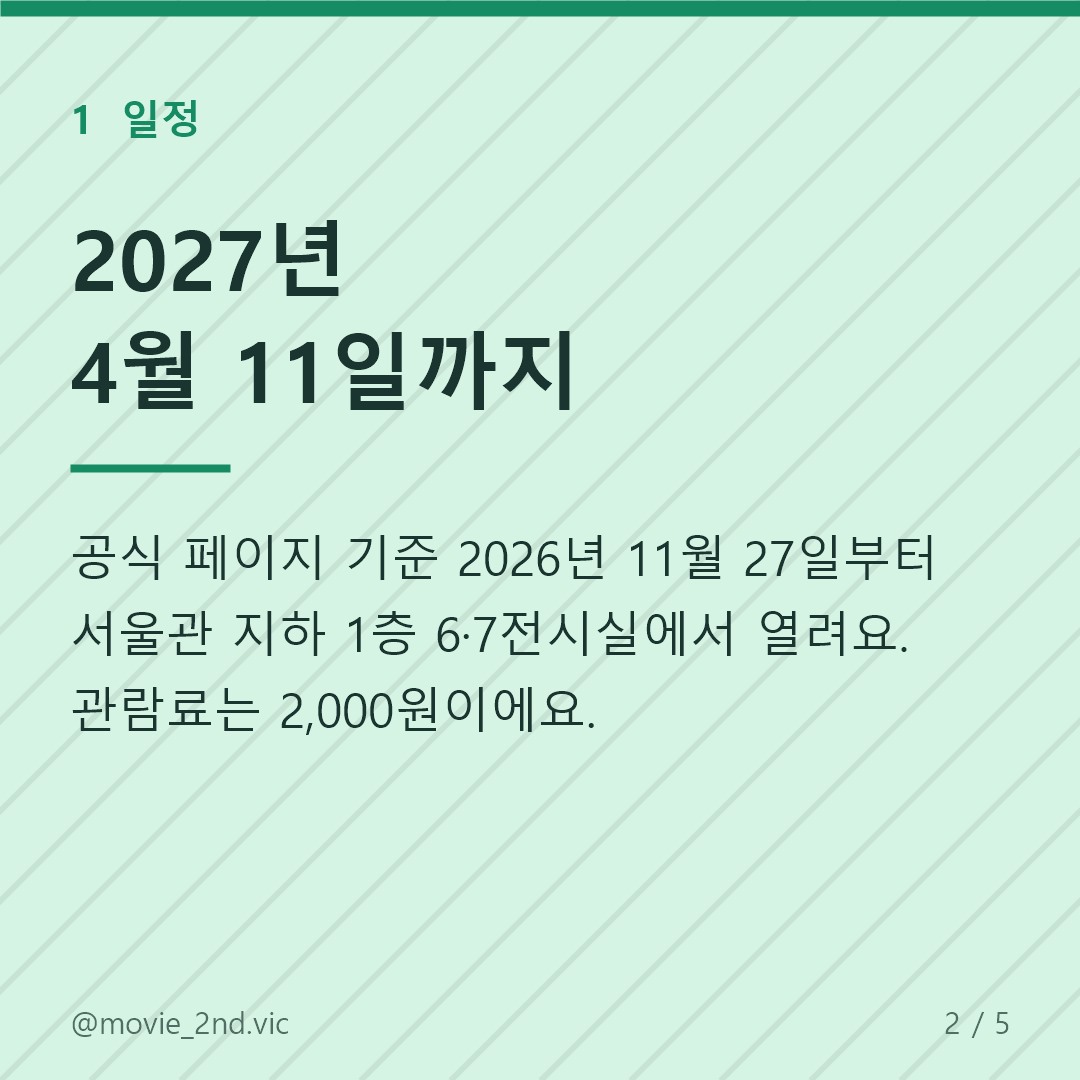 1 일정
2027년
4월 11일까지
공식 페이지 기준 2026년 11월 27일부터
서울관 지하 1층 6·7전시실에서 열려요.
관람료는 2,000원이에요.
@movie_2nd.vic
2 / 5